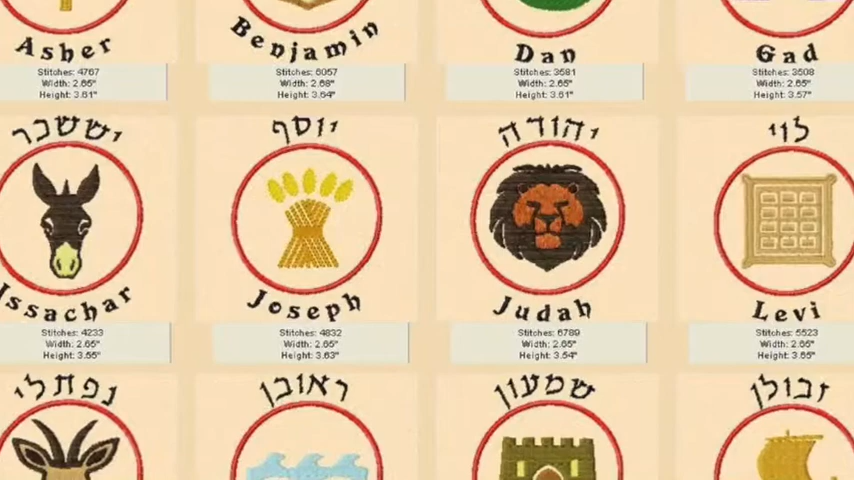 Asher
Benjamin
Dan
Gad
Stitches: 4767
Width: 2.65"
Height: 3.61"
Stitches: 6057
Width: 2.68"
Height: 3.64"
Stitches: 3581
Width: 2.65"
Height: 3.61"
Stitches: 3508
Width: 2.65"
Height: 3.57"
יששכר
יוסף
יהודה
לוי
Issachar
Joseph
Judah
Levi
Stitches: 4233
Width: 2.65"
Height: 3.55"
Stitches: 4832
Width: 2.65"
Height: 3.63"
Stitches: 6789
Width: 2.65"
Height: 3.54"
Stitches: 5523
Width: 2.65"
Height: 3.65"
נפתלי
ראובן
שמעון
זבולן